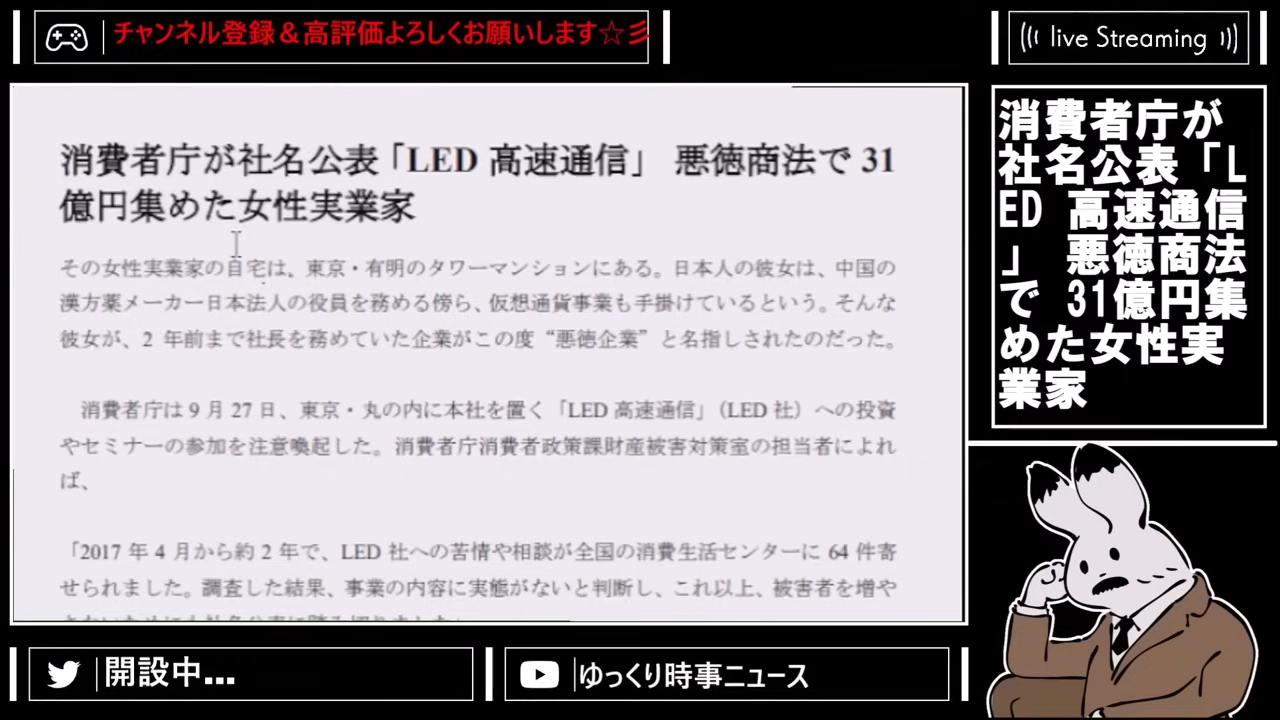 チャンネル登録＆高評価よろしくお願いします☆彡
live Streaming
消費者庁が社名公表「LED 高速通信」 悪徳商法で 31
億円集めた女性実業家
その女性実業家の自宅は、東京・有明のタワーマンションにある。日本人の彼女は、中国の
漢方薬メーカー日本法人の役員を務める傍ら、仮想通貨事業も手掛けているという。そんな
彼女が、2 年前まで社長を務めていた企業がこの度“悪徳企業”と名指しされたのだった。
消費者庁は 9 月 27 日、東京・丸の内に本社を置く「LED 高速通信」（LED 社）への投資
やセミナーの参加を注意喚起した。消費者庁消費者政策課財産被害対策室の担当者によれ
ば、
「2017 年 4 月から約 2 年で、LED 社への苦情や相談が全国の消費生活センターに 64 件寄
せられました。調査した結果、事業の内容に実態がないと判断し、これ以上、被害者を増や
消費者庁が
社名公表「L
ED 高速通信
」 悪徳商法
で 31億円集
めた女性実
業家
開設中...
ゆっくり時事ニュース